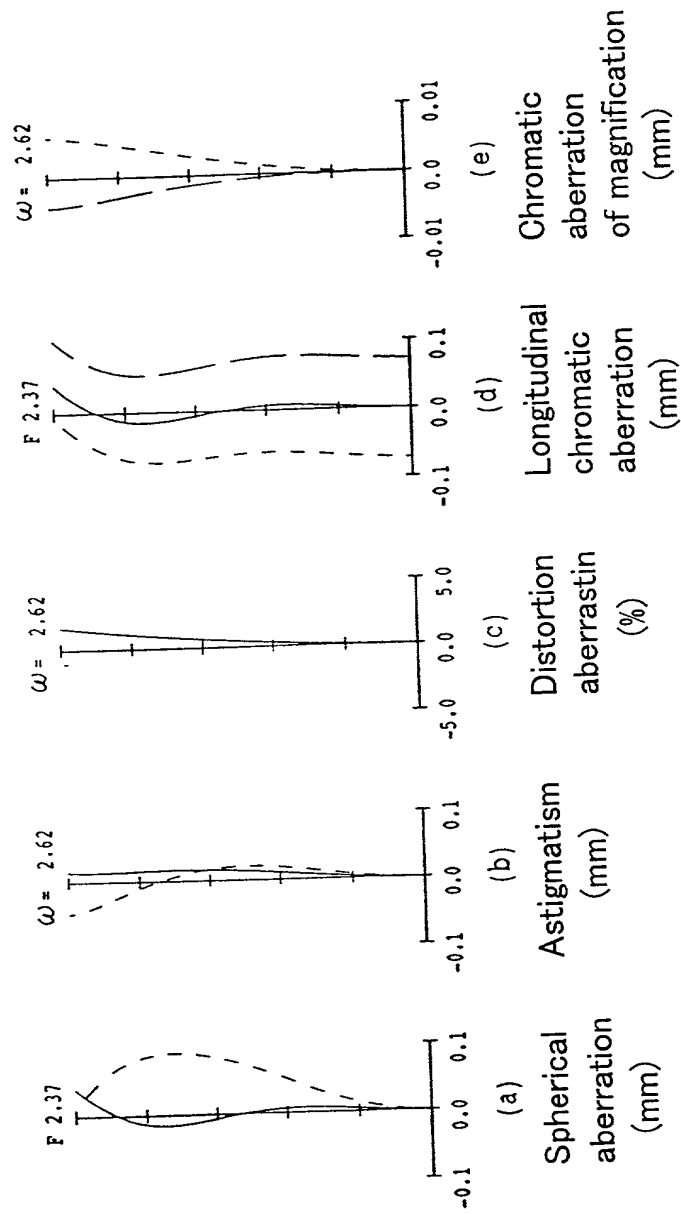 F 2.37
-0.1 0.0 0.1
(a)
Spherical
aberration
(mm)
ω = 2.62
-0.1 0.0 0.1
(b)
Astigmatism
(mm)
ω = 2.62
-5.0 0.0 5.0
(c)
Distortion
aberrastin
(%)
F 2.37
-0.1 0.0 0.1
(d)
Longitudinal
chromatic
aberration
(mm)
ω = 2.62
-0.01 0.0 0.01
(e)
Chromatic
aberration
of magnification
(mm)